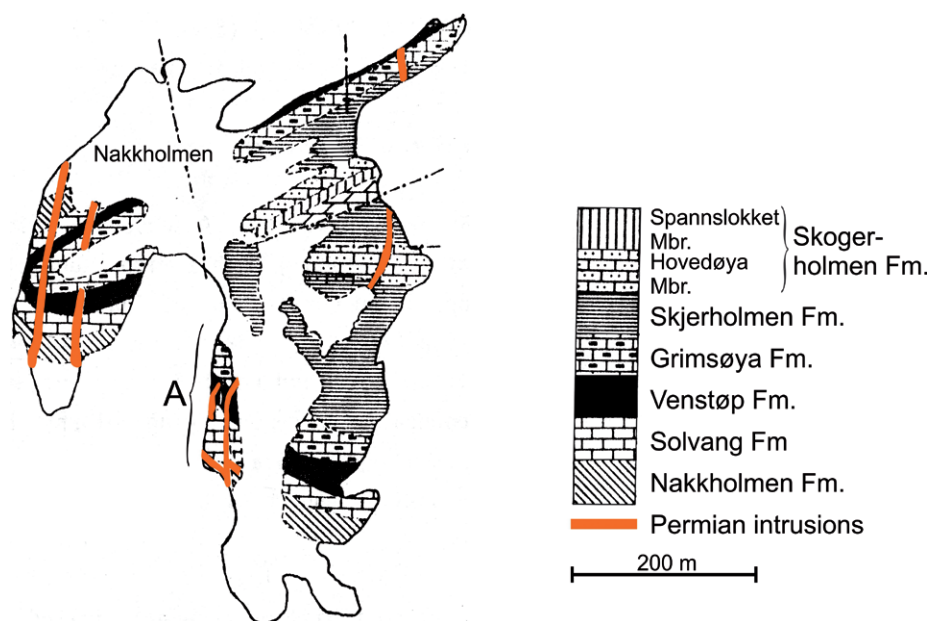 Nakkholmen
A
Spannslokket
Mbr.
Hovedøya
Mbr.
Skoger-
holmen Fm.
Skjerholmen Fm.
Grimsøya Fm.
Venstøp Fm.
Solvang Fm
Nakkholmen Fm.
Permian intrusions
200 m